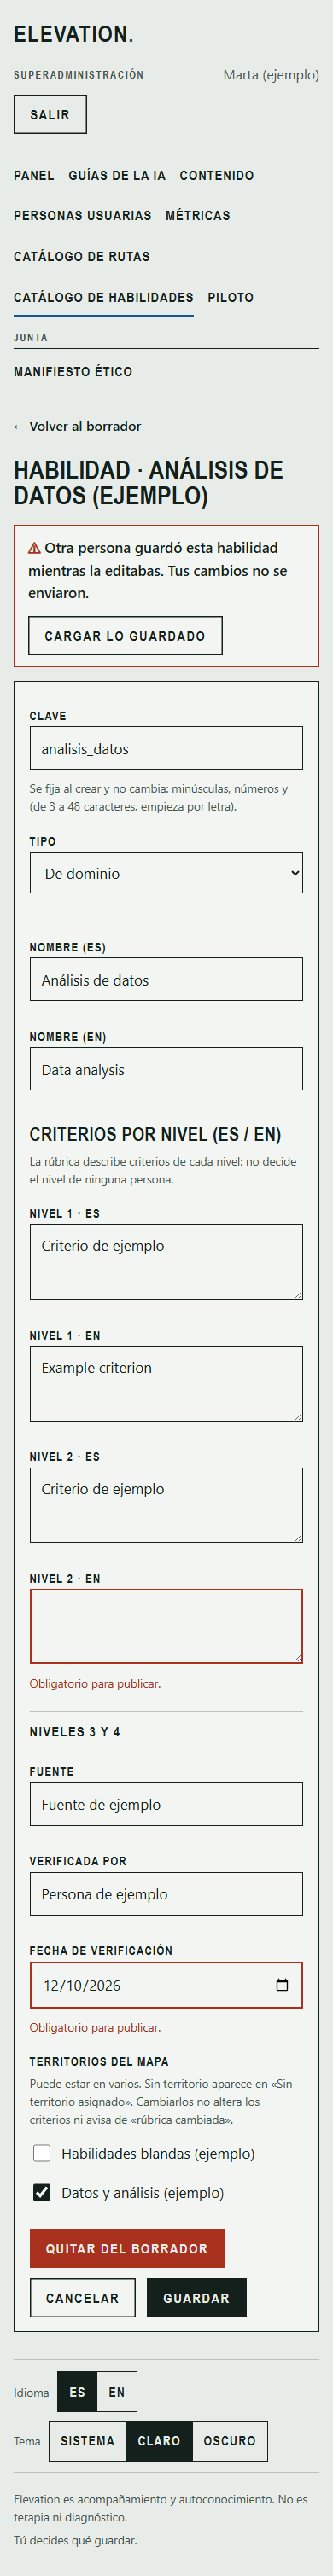 ELEVATION.
SUPERADMINISTRACIÓN
Marta (ejemplo)
SALIR
PANEL GUÍAS DE LA IA CONTENIDO
PERSONAS USUARIAS MÉTRICAS
CATÁLOGO DE RUTAS
CATÁLOGO DE HABILIDADES PILOTO
JUNTA
MANIFIESTO ÉTICO
← Volver al borrador
HABILIDAD · ANÁLISIS DE
DATOS (EJEMPLO)
⚠ Otra persona guardó esta habilidad
mientras la editabas. Tus cambios no se
enviaron.
CARGAR LO GUARDADO
CLAVE
analisis_datos
Se fija al crear y no cambia: minúsculas, números y _
(de 3 a 48 caracteres, empieza por letra).
TIPO
De dominio
NOMBRE (ES)
Análisis de datos
NOMBRE (EN)
Data analysis
CRITERIOS POR NIVEL (ES / EN)
La rúbrica describe criterios de cada nivel; no decide
el nivel de ninguna persona.
NIVEL 1 · ES
Criterio de ejemplo
NIVEL 1 · EN
Example criterion
NIVEL 2 · ES
Criterio de ejemplo
NIVEL 2 · EN
Obligatorio para publicar.
NIVELES 3 Y 4
FUENTE
Fuente de ejemplo
VERIFICADA POR
Persona de ejemplo
FECHA DE VERIFICACIÓN
12/10/2026
Obligatorio para publicar.
TERRITORIOS DEL MAPA
Puede estar en varios. Sin territorio aparece en «Sin
territorio asignado». Cambiarlos no altera los
criterios ni avisa de «rúbrica cambiada».
Habilidades blandas (ejemplo)
Datos y análisis (ejemplo)
QUITAR DEL BORRADOR
CANCELAR GUARDAR
Idioma ES EN
Tema SISTEMA CLARO OSCURO
Elevation es acompañamiento y autoconocimiento. No es
terapia ni diagnóstico.
Tú decides qué guardar.